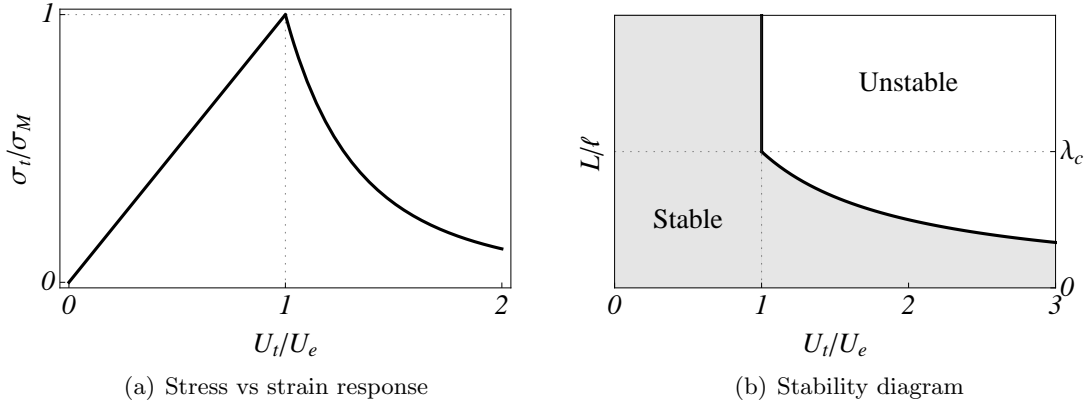 1
σt/σM
0
0
1
2
Ut/Ue
(a) Stress vs strain response
Unstable
L/ℓ
λc
Stable
0
0
1
2
3
Ut/Ue
(b) Stability diagram